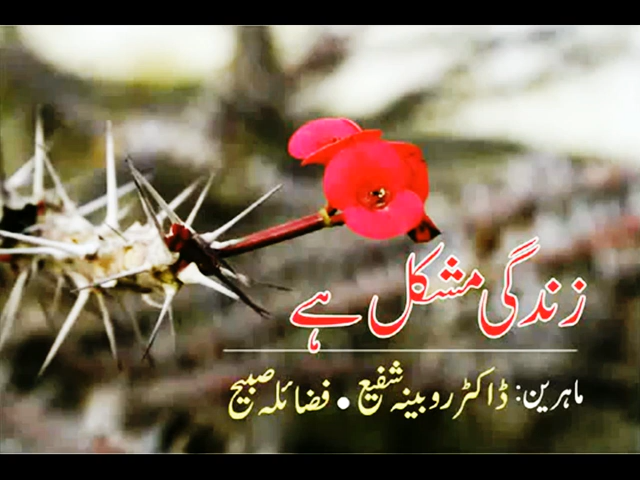 زندگی مشکل ہے
ماہرین: ڈاکٹر روبینہ شفیع • فضائلہ صبیح